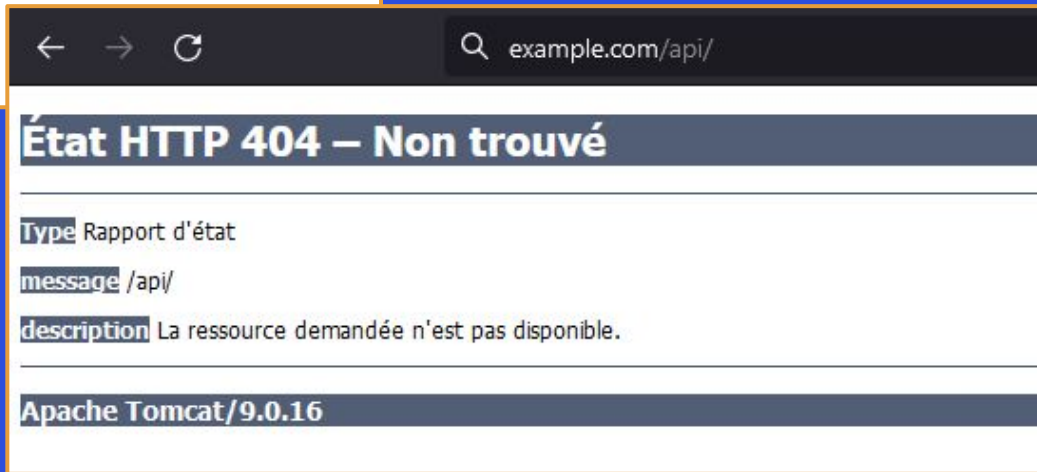 example.com/api/
État HTTP 404 – Non trouvé
Type Rapport d'état
message /api/
description La ressource demandée n'est pas disponible.
Apache Tomcat/9.0.16